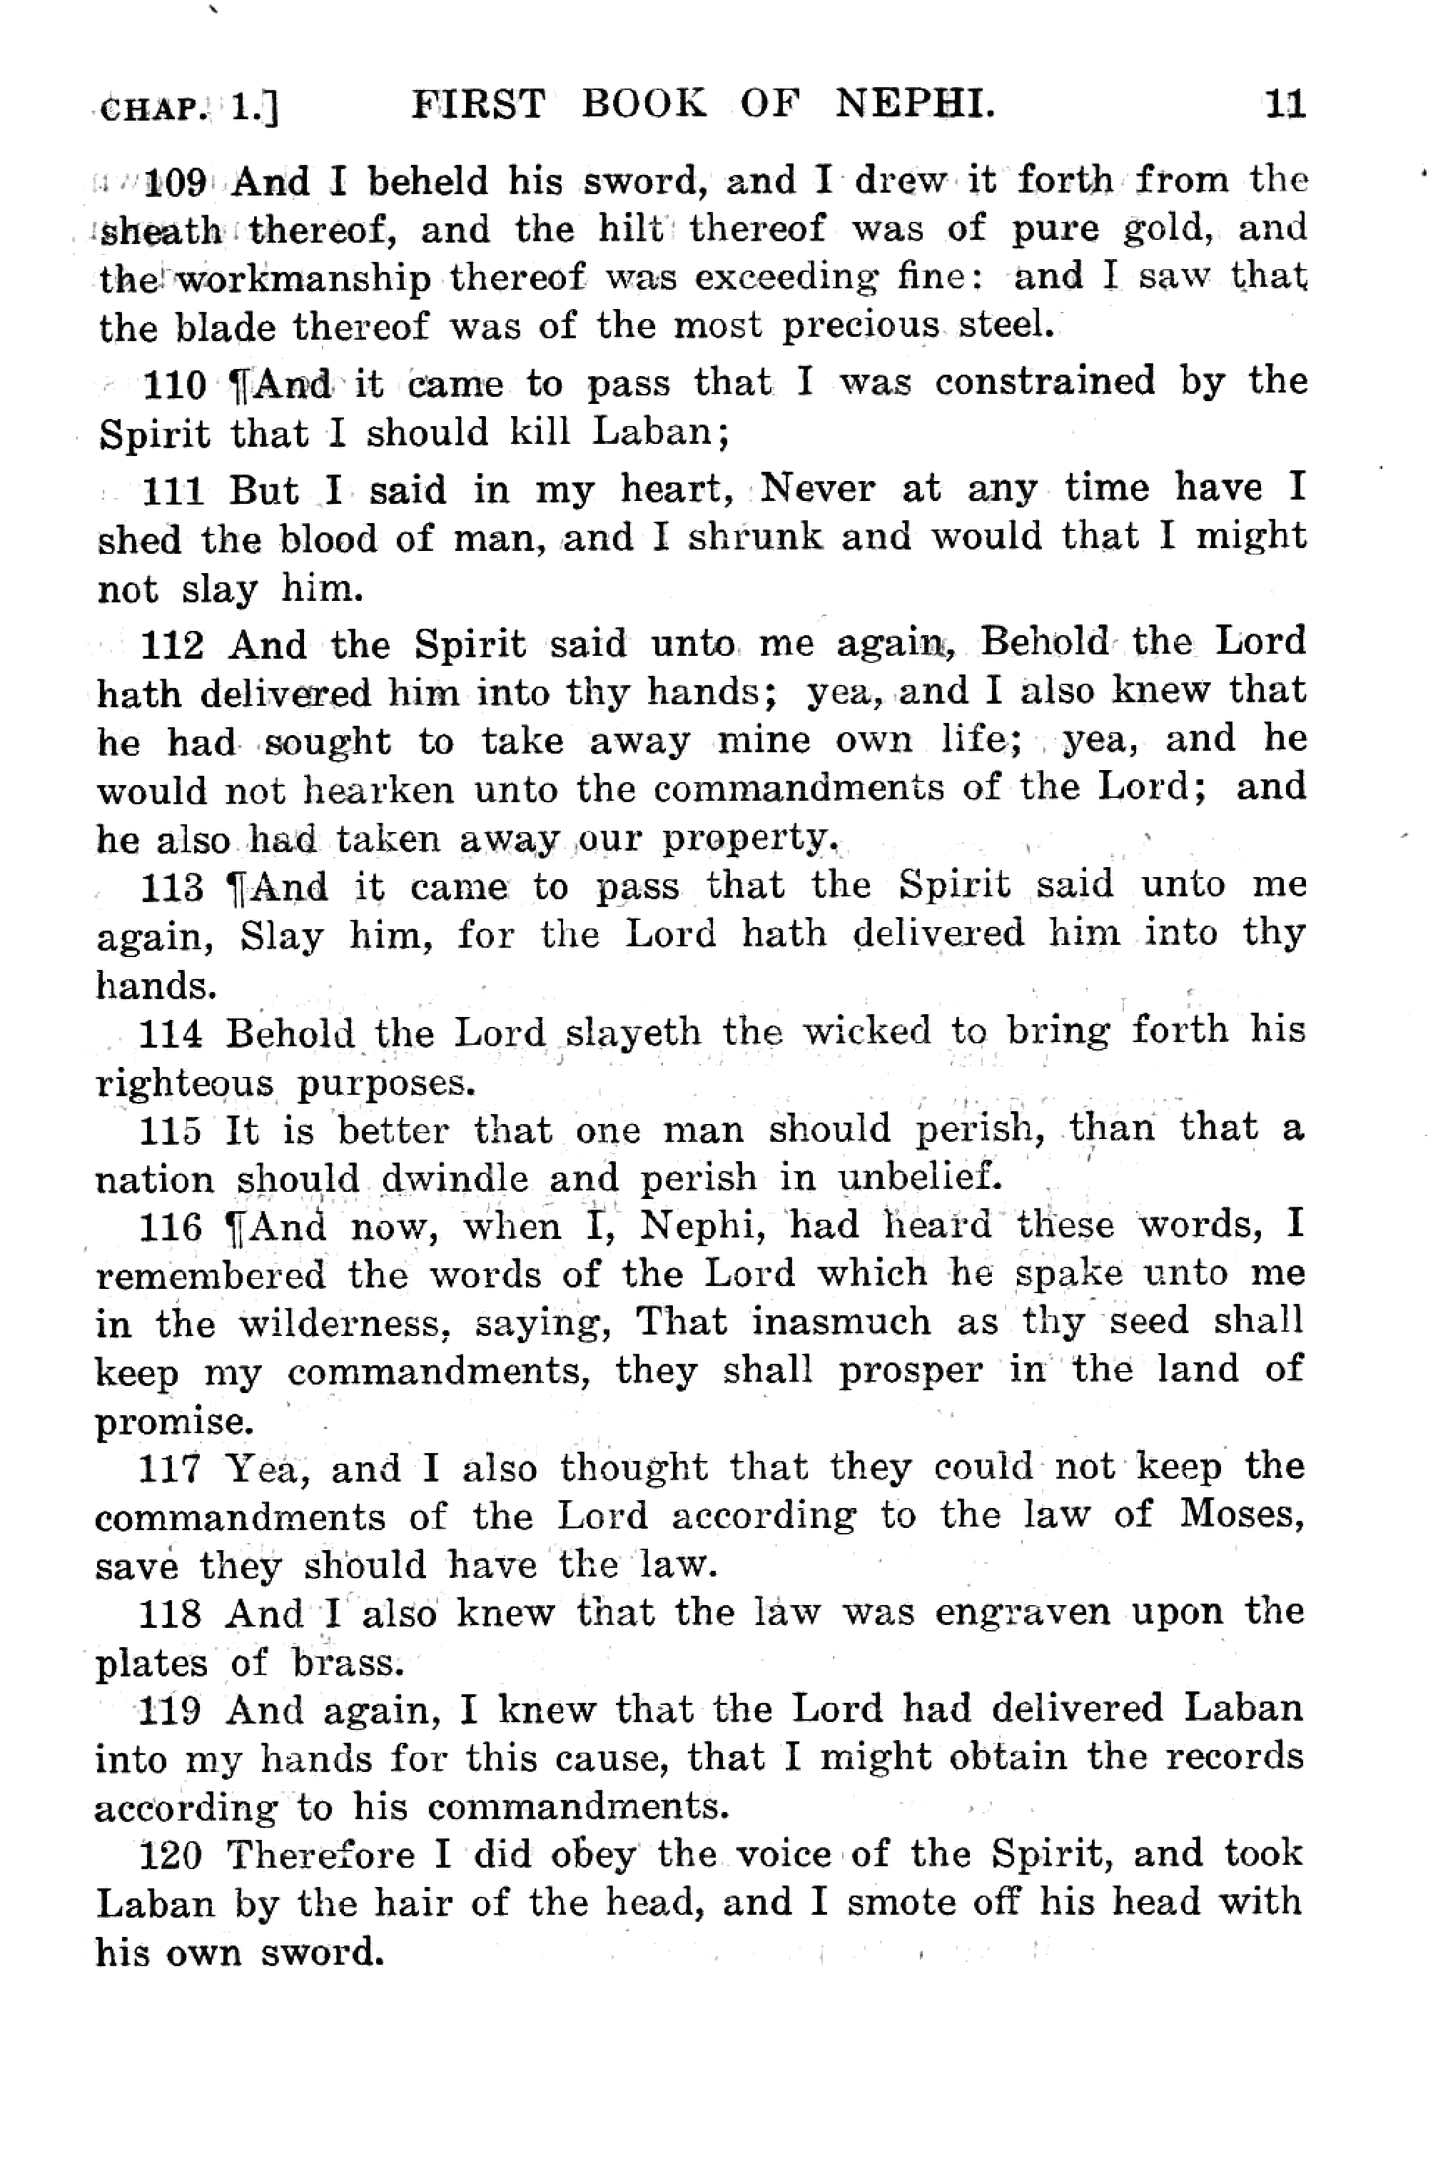 CHAP. 1.] FIRST BOOK OF NEPHI. 11
109 And I beheld his sword, and I drew it forth from the
sheath thereof, and the hilt thereof was of pure gold, and
the workmanship thereof was exceeding fine: and I saw that
the blade thereof was of the most precious steel.
110 ¶And it came to pass that I was constrained by the
Spirit that I should kill Laban;
111 But I said in my heart, Never at any time have I
shed the blood of man, and I shrunk and would that I might
not slay him.
112 And the Spirit said unto me again, Behold the Lord
hath delivered him into thy hands; yea, and I also knew that
he had sought to take away mine own life; yea, and he
would not hearken unto the commandments of the Lord; and
he also had taken away our property.
113 ¶And it came to pass that the Spirit said unto me
again, Slay him, for the Lord hath delivered him into thy
hands.
114 Behold the Lord slayeth the wicked to bring forth his
righteous purposes.
115 It is better that one man should perish, than that a
nation should dwindle and perish in unbelief.
116 ¶And now, when I, Nephi, had heard these words, I
remembered the words of the Lord which he spake unto me
in the wilderness, saying, That inasmuch as thy seed shall
keep my commandments, they shall prosper in the land of
promise.
117 Yea, and I also thought that they could not keep the
commandments of the Lord according to the law of Moses,
save they should have the law.
118 And I also knew that the law was engraven upon the
plates of brass.
119 And again, I knew that the Lord had delivered Laban
into my hands for this cause, that I might obtain the records
according to his commandments.
120 Therefore I did obey the voice of the Spirit, and took
Laban by the hair of the head, and I smote off his head with
his own sword.